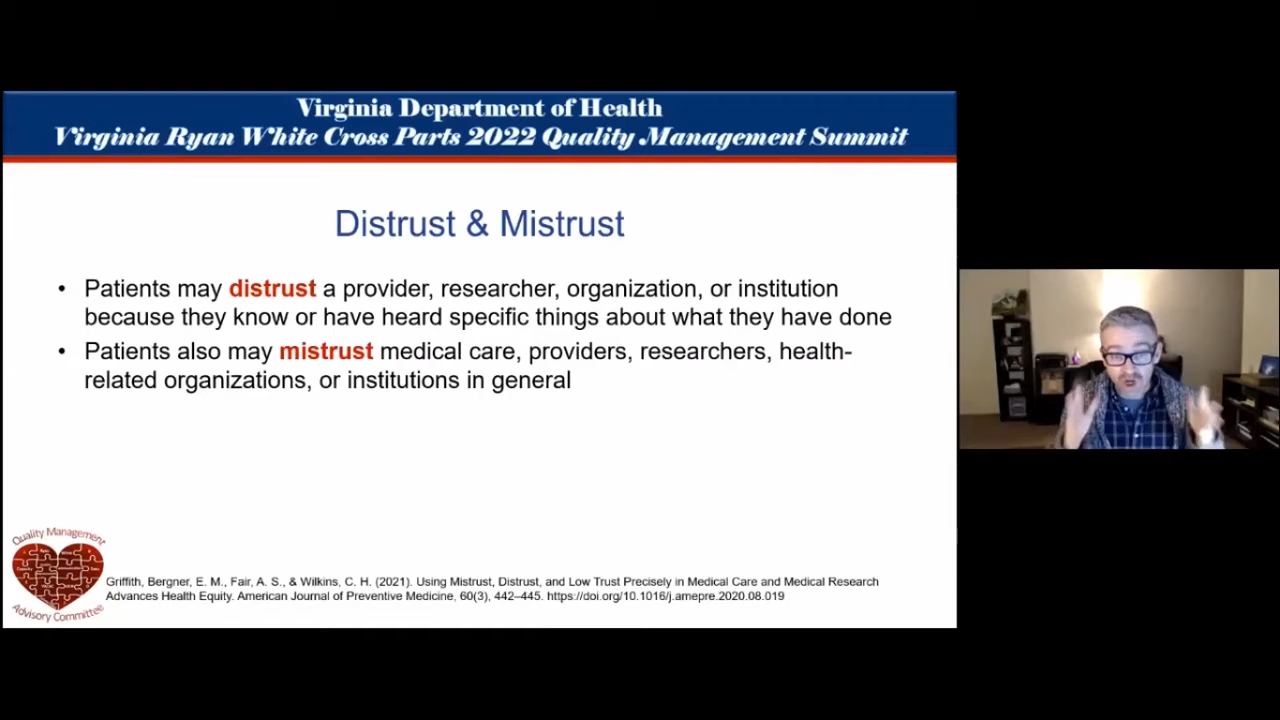 Virginia Department of Health
Virginia Ryan White Cross Parts 2022 Quality Management Summit
Distrust & Mistrust
• Patients may distrust a provider, researcher, organization, or institution
because they know or have heard specific things about what they have done
• Patients also may mistrust medical care, providers, researchers, health-
related organizations, or institutions in general
Quality Management
Advisory Committee
Griffith, Bergner, E. M., Fair, A. S., & Wilkins, C. H. (2021). Using Mistrust, Distrust, and Low Trust Precisely in Medical Care and Medical Research
Advances Health Equity. American Journal of Preventive Medicine, 60(3), 442–445. https://doi.org/10.1016/j.amepre.2020.08.019